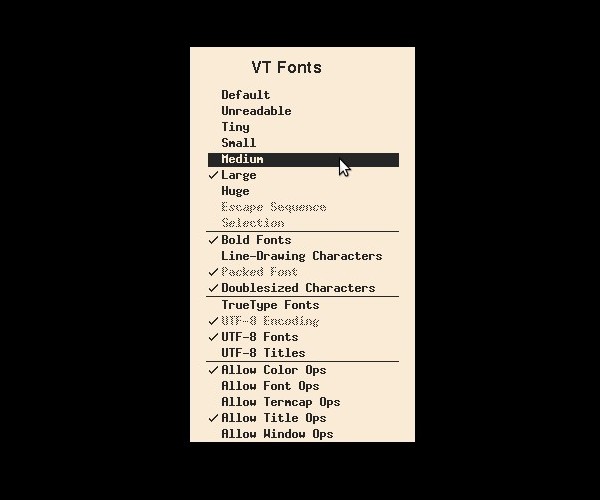 VT Fonts
Default
Unreadable
Tiny
Small
Medium
Large
Huge
Escape Sequence
Selection
Bold Fonts
Line-Drawing Characters
Packed Font
Doublesized Characters
TrueType Fonts
UTF-8 Encoding
UTF-8 Fonts
UTF-8 Titles
Allow Color Ops
Allow Font Ops
Allow Termcap Ops
Allow Title Ops
Allow Window Ops